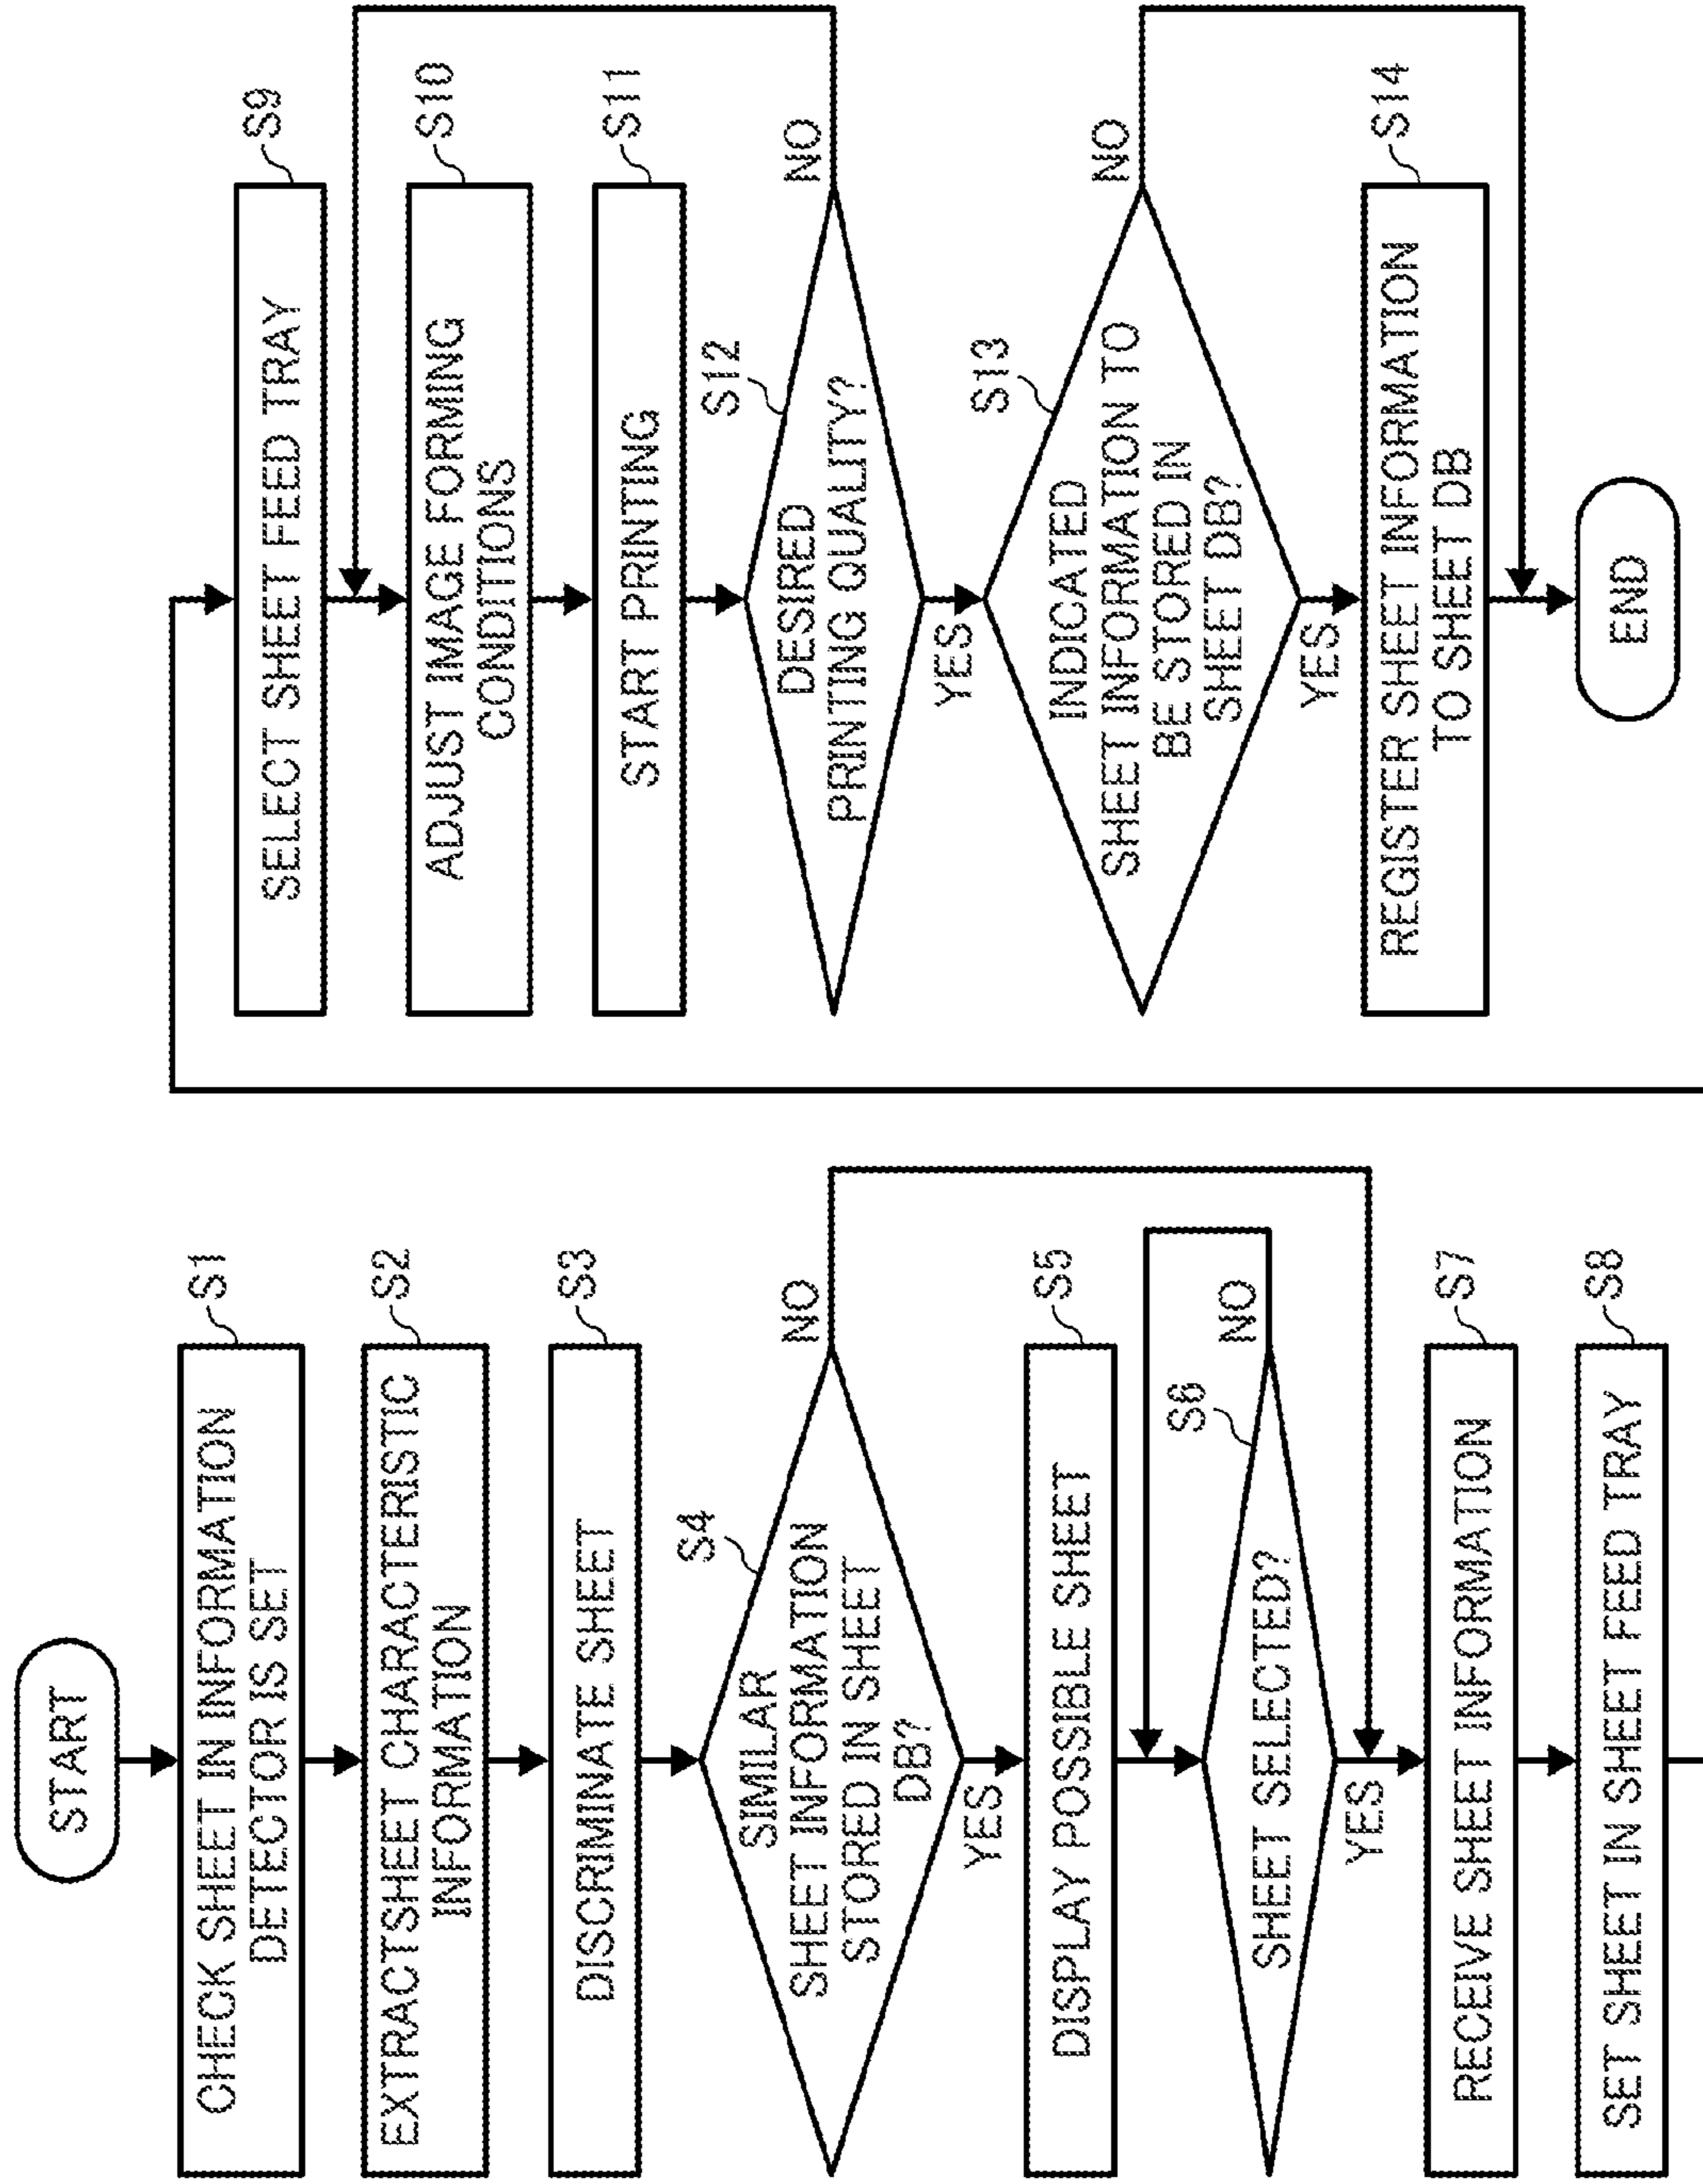 START
CHECK SHEET IN INFORMATION
DETECTOR IS SET
S1
EXTRACTSHEET CHARACTERISTIC
INFORMATION
S2
DISCRIMINATE SHEET
S3
S4
SIMILAR
SHEET INFORMATION
STORED IN SHEET
DB?
NO
YES
DISPLAY POSSIBLE SHEET
S5
S6
SHEET SELECTED?
NO
YES
RECEIVE SHEET INFORMATION
S7
SET SHEET IN SHEET FEED TRAY
S8
SELECT SHEET FEED TRAY
S9
ADJUST IMAGE FORMING
CONDITIONS
S10
START PRINTING
S11
S12
DESIRED
PRINTING QUALITY?
NO
YES
S13
INDICATED
SHEET INFORMATION TO
BE STORED IN
SHEET DB?
NO
YES
REGISTER SHEET INFORMATION
TO SHEET DB
S14
END